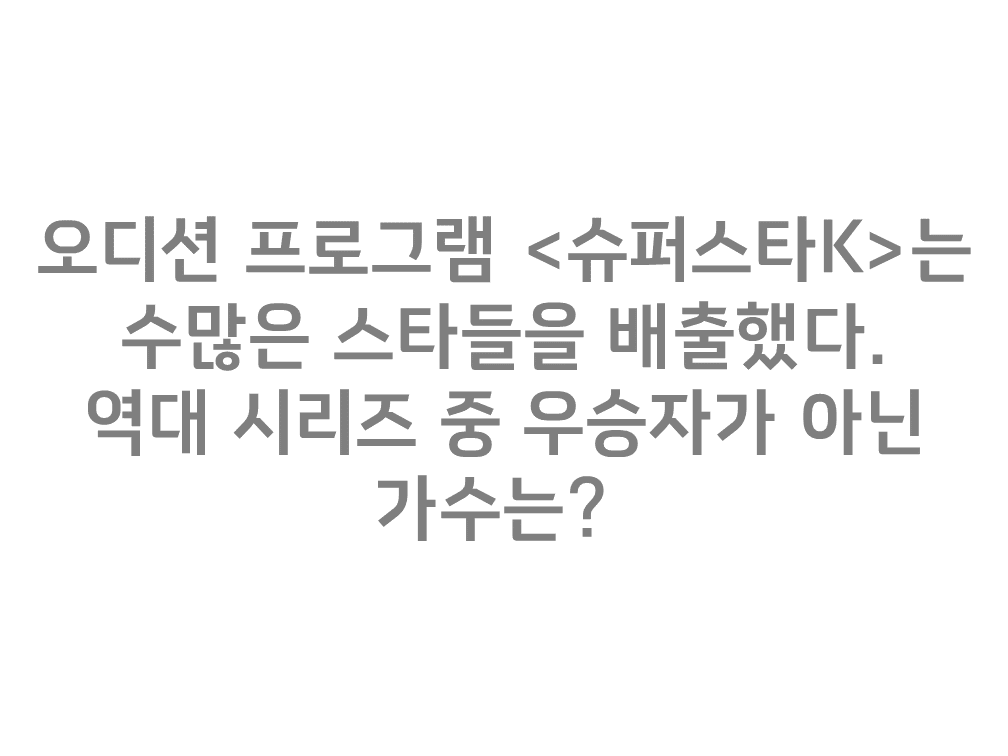 오디션 프로그램 <슈퍼스타K>는
수많은 스타들을 배출했다.
역대 시리즈 중 우승자가 아닌
가수는?